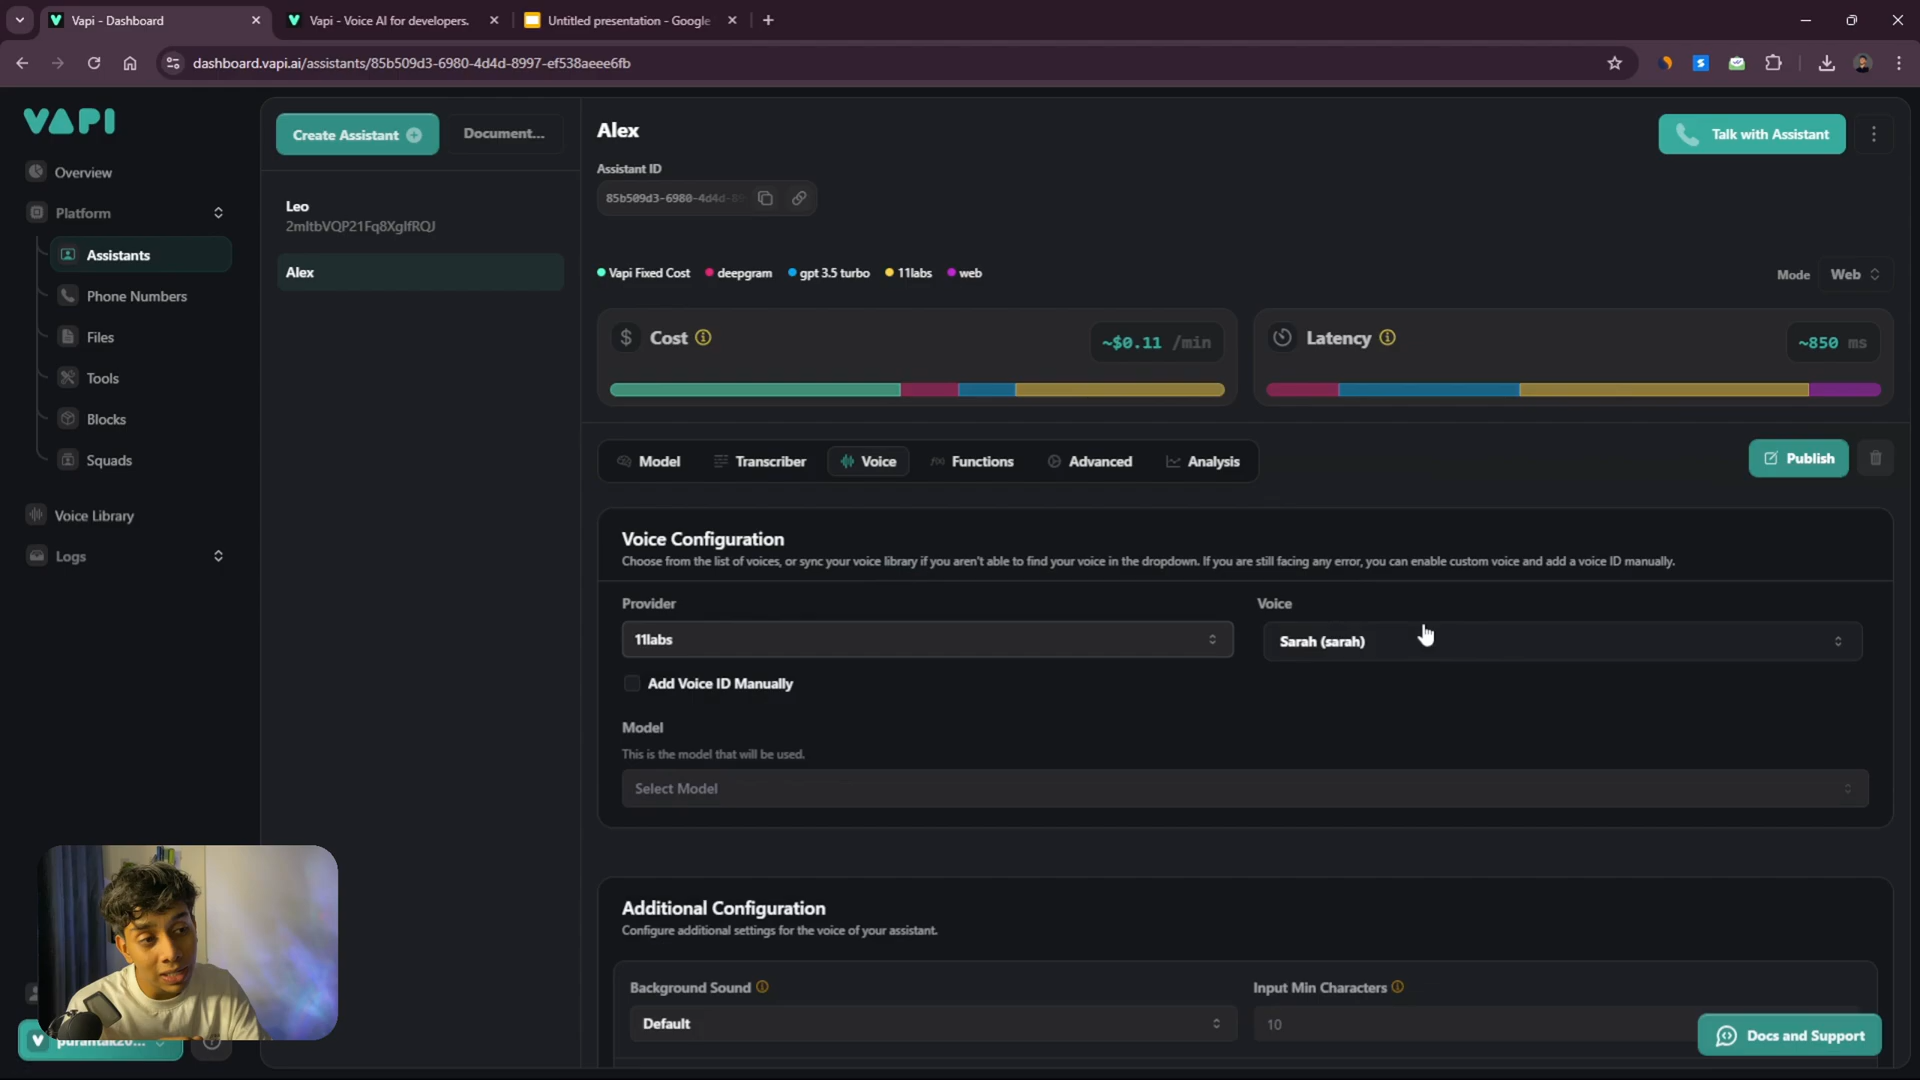 Vapi - Dashboard
Vapi - Voice AI for developers.
Untitled presentation - Google
dashboard.vapi.ai/assistants/85b509d3-6980-4d4d-8997-ef538aeee6fb
VAPI
Overview
Platform
Assistants
Phone Numbers
Files
Tools
Blocks
Squads
Voice Library
Logs
Create Assistant
Document...
Leo
2mltbVQP21Fq8XglfRQJ
Alex
Alex
Talk with Assistant
Assistant ID
85b509d3-6980-4d4d-89
Vapi Fixed Cost
deepgram
gpt 3.5 turbo
11labs
web
Mode
Web
Cost
~$0.11 /min
Latency
~850 ms
Model
Transcriber
Voice
Functions
Advanced
Analysis
Publish
Voice Configuration
Choose from the list of voices, or sync your voice library if you aren't able to find your voice in the dropdown. If you are still facing any error, you can enable custom voice and add a voice ID manually.
Provider
Voice
11labs
Sarah (sarah)
Add Voice ID Manually
Model
This is the model that will be used.
Select Model
Additional Configuration
Configure additional settings for the voice of your assistant.
Background Sound
Input Min Characters
Default
10
Docs and Support